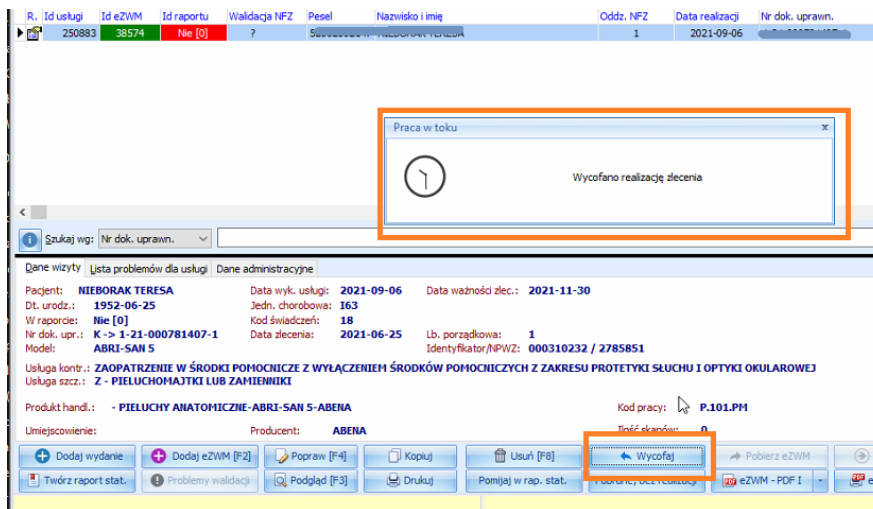 R. Id usługi Id eZWM Id raportu Walidacja NFZ Pesel Nazwisko i imię Oddz. NFZ Data realizacji Nr dok. uprawn.
250883 38574 Nie [0] ? 1 2021-09-06
Praca w toku x
Wycofano realizację zlecenia
Szukaj wg: Nr dok. uprawn.
Dane wizyty Lista problemów dla usługi Dane administracyjne
Pacjent: NIEBORAK TERESA Data wyk. usługi: 2021-09-06 Data ważności zlec.: 2021-11-30
Dt. urodz.: 1952-06-25 Jedn. chorobowa: I63
W raporcie: Nie [0] Kod świadczeń: 18
Nr dok. upr.: K -> 1-21-000781407-1 Data zlecenia: 2021-06-25 Lb. porządkowa: 1
Model: ABRI-SAN 5 Identyfikator/NPWZ: 000310232 / 2785851
Usługa kontr.: ZAOPATRZENIE W ŚRODKI POMOCNICZE Z WYŁĄCZENIEM ŚRODKÓW POMOCNICZYCH Z ZAKRESU PROTETYKI SŁUCHU I OPTYKI OKULAROWEJ
Usługa szcz.: Z - PIELUCHOMAJTKI LUB ZAMIENNIKI
Produkt handl.: - PIELUCHY ANATOMICZNE-ABRI-SAN 5-ABENA Kod pracy: P.101.PM
Umiejscowienie: Producent: ABENA Ilość skanów: 0
Dodaj wydanie Dodaj eZWM [F2] Popraw [F4] Kopiuj Usuń [F8] Wycofaj Pobierz eZWM
Twórz raport stat. Problemy walidacji Podgląd [F3] Drukuj Pomijaj w rap. stat. Pobrane, bez realizacji eZWM - PDF I e